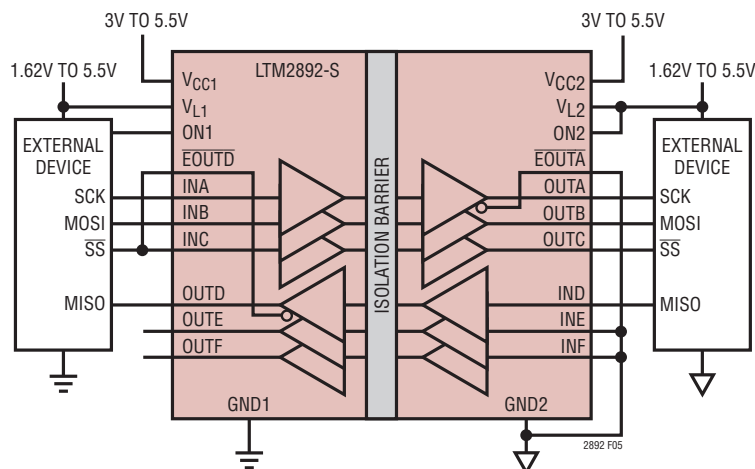 3V TO 5.5V
3V TO 5.5V
1.62V TO 5.5V
LTM2892-S
1.62V TO 5.5V
VCC1
VCC2
VL1
VL2
ON1
ON2
EXTERNAL
DEVICE
EXTERNAL
DEVICE
EOUTD
EOUTA
SCK
INA
OUTA
SCK
MOSI
INB
OUTB
MOSI
SS
INC
OUTC
SS
ISOLATION BARRIER
MISO
OUTD
IND
MISO
OUTE
INE
OUTF
INF
GND1
GND2
2892 F05